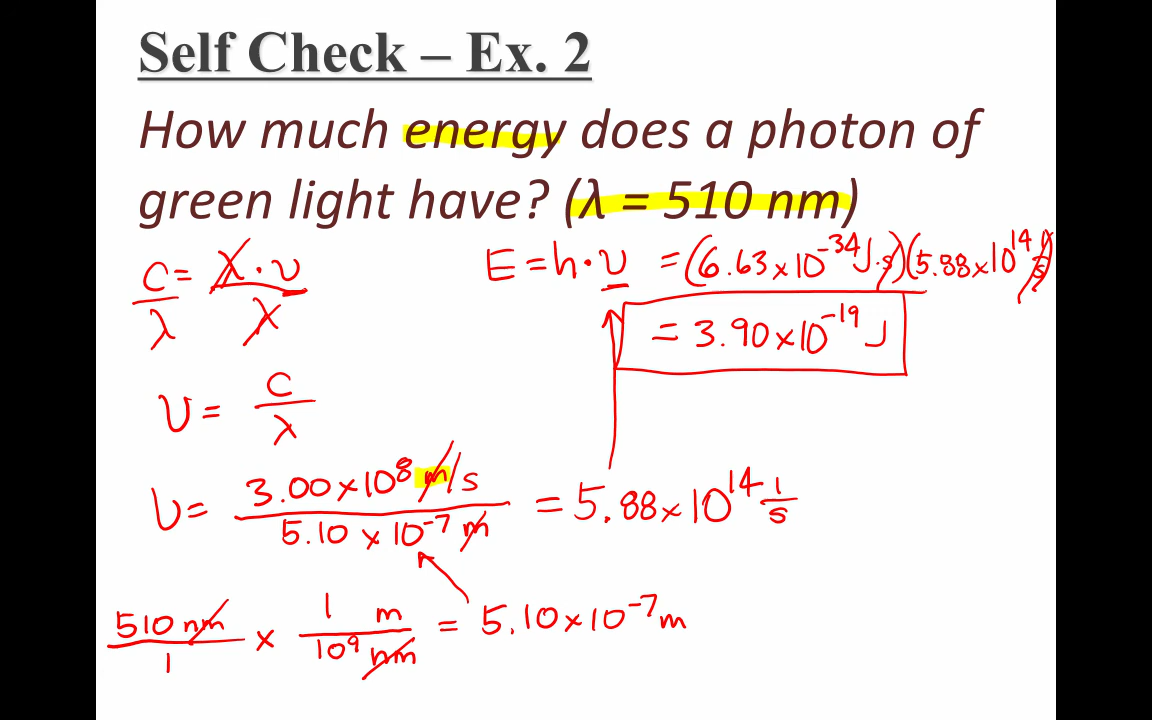 Self Check – Ex. 2
How much energy does a photon of
green light have? (λ = 510 nm)
c/λ = λ·υ/λ
E = h·υ = (6.63 x 10⁻³⁴ J·s)(5.88 x 10¹⁴ 1/s)
= 3.90 x 10⁻¹⁹ J
υ = c/λ
υ = 3.00 x 10⁸ m/s / 5.10 x 10⁻⁷ m = 5.88 x 10¹⁴ 1/s
510 nm/1 x 1 m/10⁹ nm = 5.10 x 10⁻⁷ m